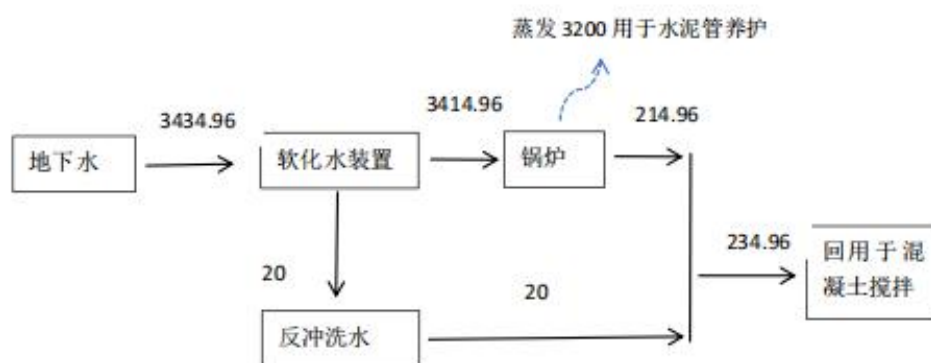 蒸发 3200 用于水泥管养护
3434.96
3414.96
214.96
地下水
软化水装置
锅炉
234.96
回用于混
凝土搅拌
20
20
反冲洗水